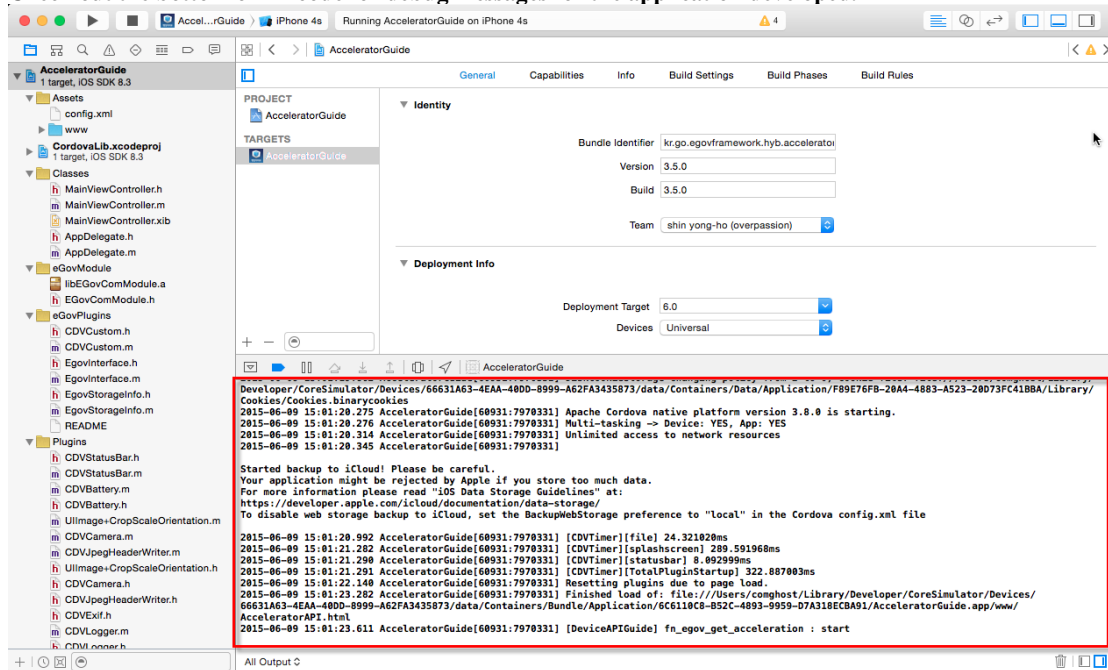 Accel...rGuide
iPhone 4s
Running AcceleratorGuide on iPhone 4s
4
AcceleratorGuide
AcceleratorGuide
1 target, iOS SDK 8.3
Assets
config.xml
www
CordovaLib.xcodeproj
1 target, iOS SDK 8.3
Classes
MainViewController.h
MainViewController.m
MainViewController.xib
AppDelegate.h
AppDelegate.m
eGovModule
libEGovComModule.a
EGovComModule.h
eGovPlugins
CDVCustom.h
CDVCustom.m
EgovInterface.h
EgovInterface.m
EgovStorageInfo.h
EgovStorageInfo.m
README
Plugins
CDVStatusBar.h
CDVStatusBar.m
CDVBattery.m
CDVBattery.h
UIImage+CropScaleOrientation.m
CDVCamera.m
CDVJpegHeaderWriter.m
UIImage+CropScaleOrientation.h
CDVCamera.h
CDVJpegHeaderWriter.h
CDVExif.h
CDVLogger.m
CDVLogger.h
General Capabilities Info Build Settings Build Phases Build Rules
PROJECT
AcceleratorGuide
TARGETS
AcceleratorGuide
Identity
Bundle Identifier kr.go.egovframework.hyb.accelerato
Version 3.5.0
Build 3.5.0
Team shin yong-ho (overpassion)
Deployment Info
Deployment Target 6.0
Devices Universal
AcceleratorGuide
Developer/CoreSimulator/Devices/66631A63-4EAA-40DD-8999-A62FA3435873/data/Containers/Data/Application/F89E76FB-20A4-4883-A523-20D73FC41BBA/Library/
Cookies/Cookies.binarycookies
2015-06-09 15:01:20.275 AcceleratorGuide[60931:7970331] Apache Cordova native platform version 3.8.0 is starting.
2015-06-09 15:01:20.276 AcceleratorGuide[60931:7970331] Multi-tasking -> Device: YES, App: YES
2015-06-09 15:01:20.314 AcceleratorGuide[60931:7970331] Unlimited access to network resources
2015-06-09 15:01:20.345 AcceleratorGuide[60931:7970331]
Started backup to iCloud! Please be careful.
Your application might be rejected by Apple if you store too much data.
For more information please read "iOS Data Storage Guidelines" at:
https://developer.apple.com/icloud/documentation/data-storage/
To disable web storage backup to iCloud, set the BackupWebStorage preference to "local" in the Cordova config.xml file
2015-06-09 15:01:20.992 AcceleratorGuide[60931:7970331] [CDVTimer][file] 24.321020ms
2015-06-09 15:01:21.282 AcceleratorGuide[60931:7970331] [CDVTimer][splashscreen] 289.591968ms
2015-06-09 15:01:21.290 AcceleratorGuide[60931:7970331] [CDVTimer][statusbar] 8.092999ms
2015-06-09 15:01:21.291 AcceleratorGuide[60931:7970331] [CDVTimer][TotalPluginStartup] 322.887003ms
2015-06-09 15:01:22.140 AcceleratorGuide[60931:7970331] Resetting plugins due to page load.
2015-06-09 15:01:23.282 AcceleratorGuide[60931:7970331] Finished load of: file:///Users/comghost/Library/Developer/CoreSimulator/Devices/
66631A63-4EAA-40DD-8999-A62FA3435873/data/Containers/Bundle/Application/6C6110C8-B52C-4893-9959-D7A318ECBA91/AcceleratorGuide.app/www/
AcceleratorAPI.html
2015-06-09 15:01:23.611 AcceleratorGuide[60931:7970331] [DeviceAPIGuide] fn_egov_get_acceleration : start
All Output